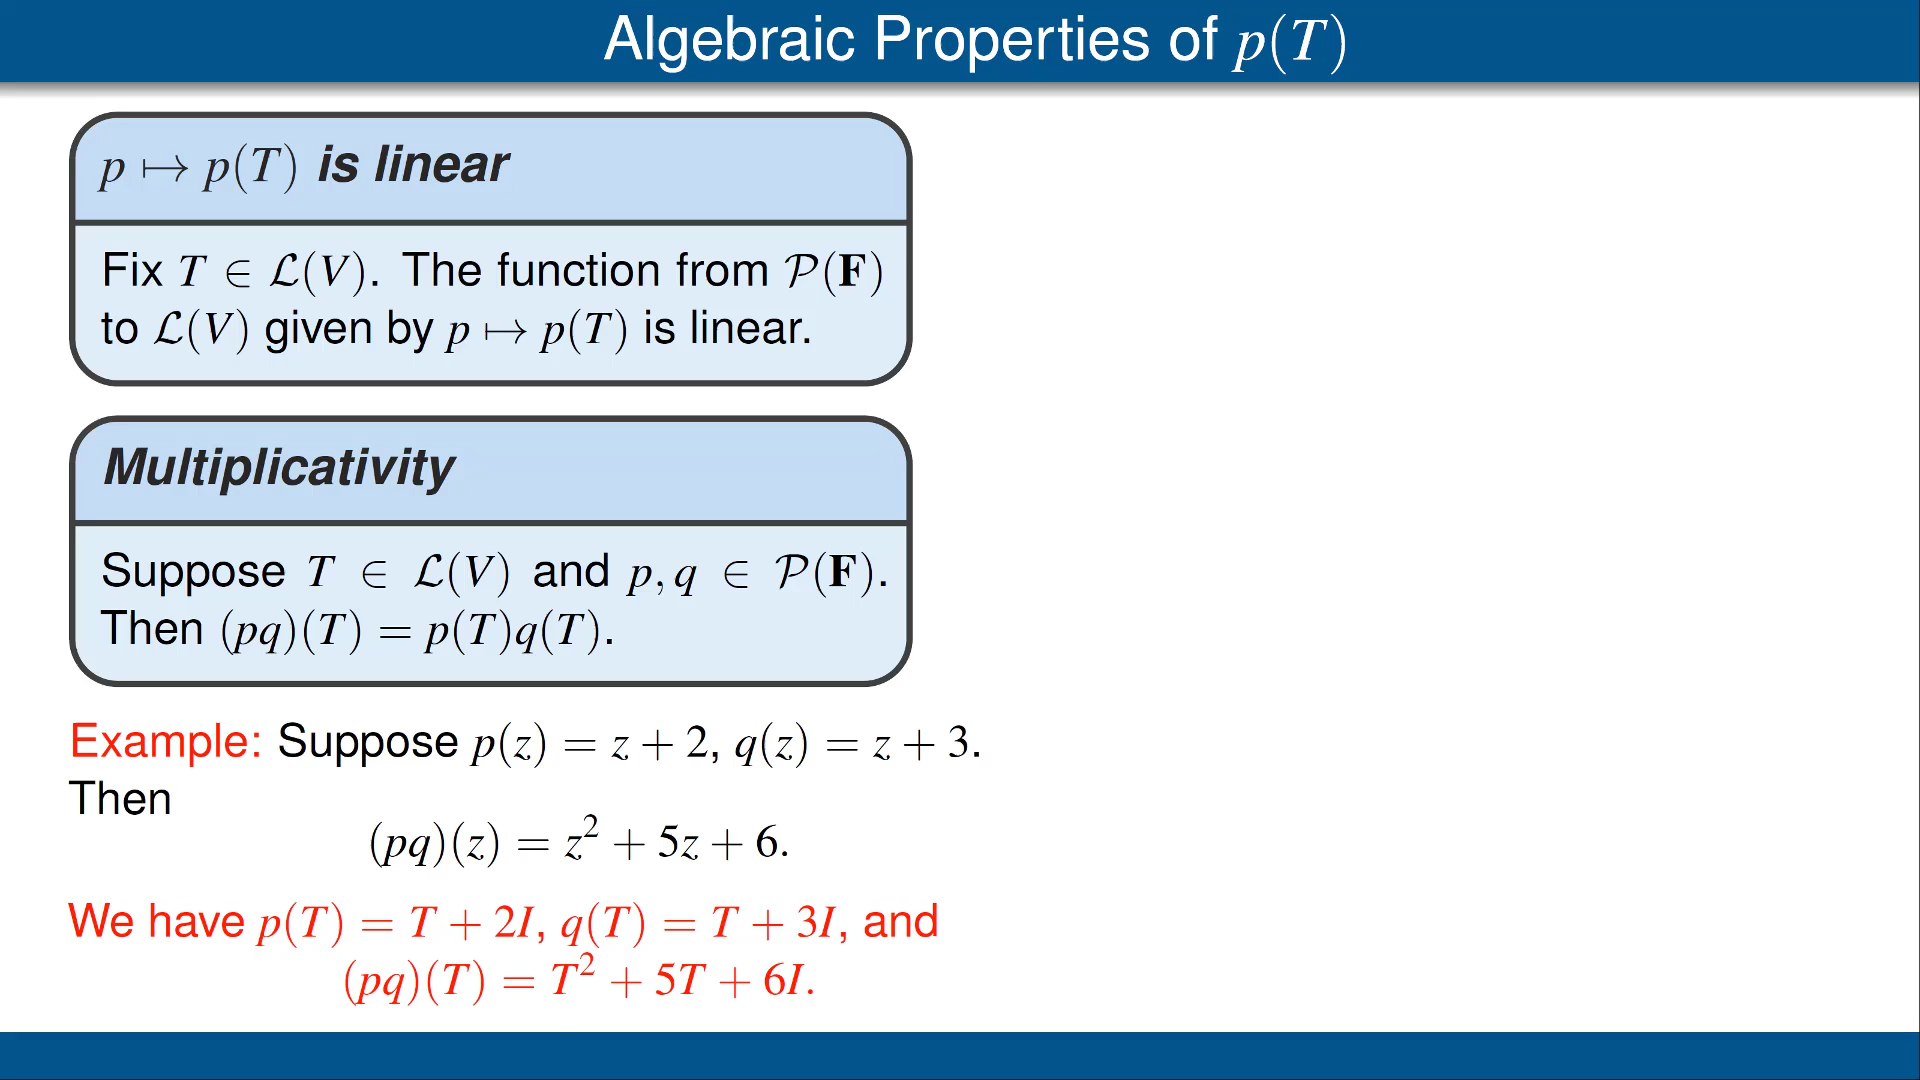 Algebraic Properties of p(T)
p ↦ p(T) is linear
Fix T ∈ ℒ(V). The function from 𝒫(𝐅)
to ℒ(V) given by p ↦ p(T) is linear.
Multiplicativity
Suppose T ∈ ℒ(V) and p, q ∈ 𝒫(𝐅).
Then (pq)(T) = p(T)q(T).
Example: Suppose p(z) = z + 2, q(z) = z + 3.
Then
(pq)(z) = z² + 5z + 6.
We have p(T) = T + 2I, q(T) = T + 3I, and
(pq)(T) = T² + 5T + 6I.